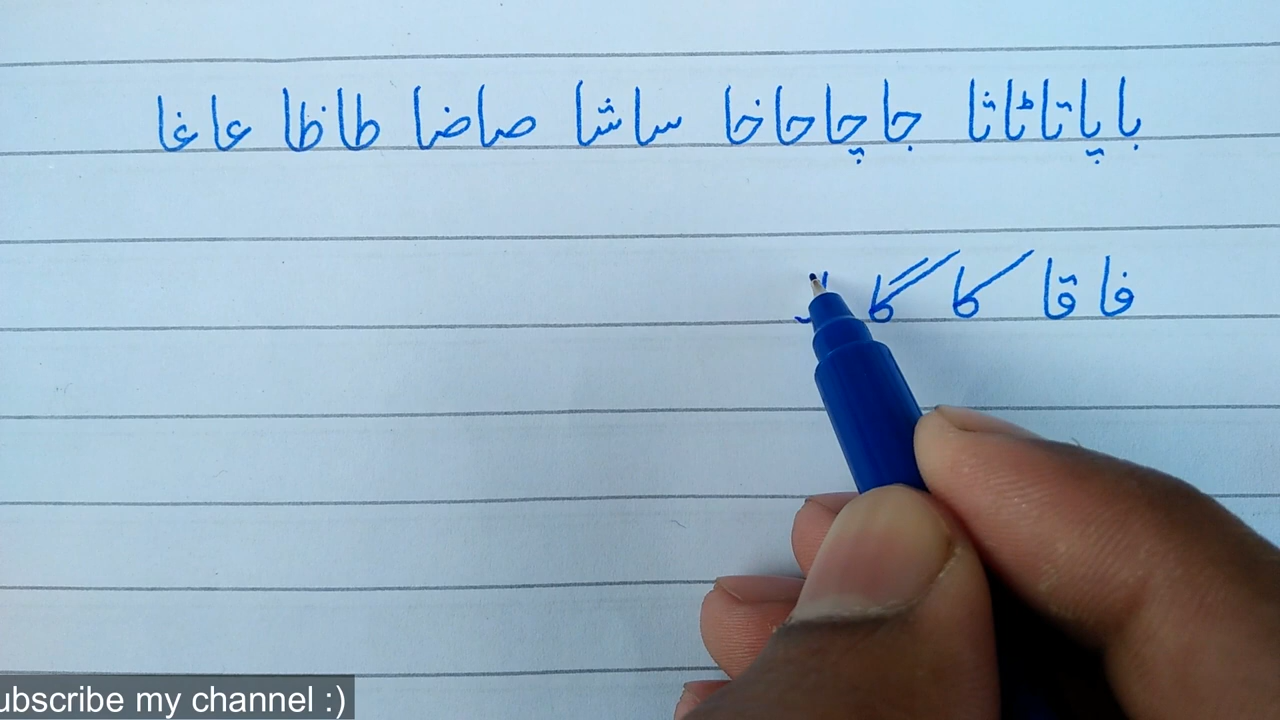 با پا تا ٹا ثا جا چا حا خا سا شا صا ضا طا ظا عا غا
فا قا کا گا
ubscribe my channel :)